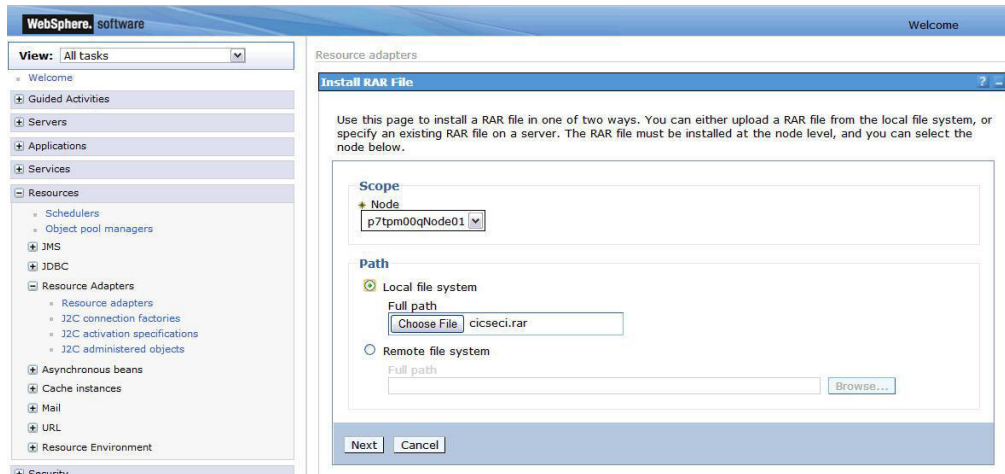 WebSphere. software
Welcome
View: All tasks
Welcome
Guided Activities
Servers
Applications
Services
Resources
Schedulers
Object pool managers
JMS
JDBC
Resource Adapters
Resource adapters
J2C connection factories
J2C activation specifications
J2C administered objects
Asynchronous beans
Cache instances
Mail
URL
Resource Environment
Security
Resource adapters
Install RAR File
? –
Use this page to install a RAR file in one of two ways. You can either upload a RAR file from the local file system, or
specify an existing RAR file on a server. The RAR file must be installed at the node level, and you can select the
node below.
Scope
Node
p7tpm00qNode01
Path
Local file system
Full path
Choose File cicseci.rar
Remote file system
Full path
Browse...
Next Cancel